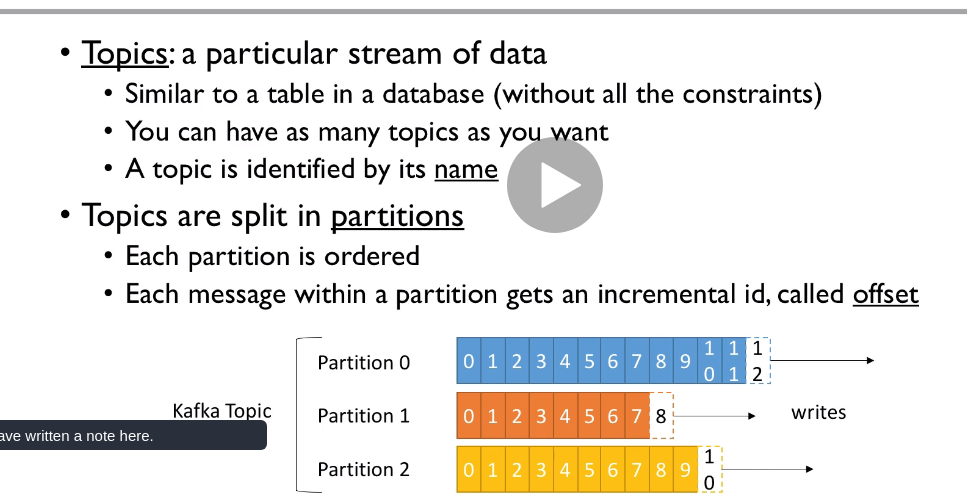 • Topics: a particular stream of data
• Similar to a table in a database (without all the constraints)
• You can have as many topics as you want
• A topic is identified by its name
• Topics are split in partitions
• Each partition is ordered
• Each message within a partition gets an incremental id, called offset
Partition 0 0 1 2 3 4 5 6 7 8 9 10 11 12
Kafka Topic
Partition 1 0 1 2 3 4 5 6 7 8 writes
written a note here.
Partition 2 0 1 2 3 4 5 6 7 8 9 10